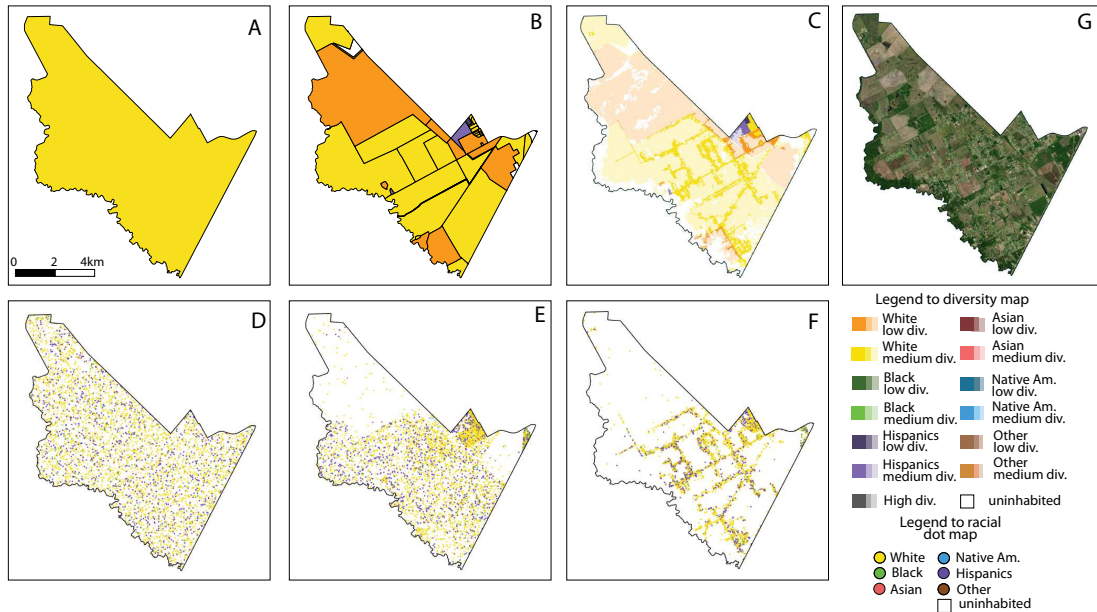 A
B
C
G
0 2 4km
D
E
F
Legend to diversity map
White
low div.
White
medium div.
Black
low div.
Black
medium div.
Hispanics
low div.
Hispanics
medium div.
High div.
Asian
low div.
Asian
medium div.
Native Am.
low div.
Native Am.
medium div.
Other
low div.
Other
medium div.
uninhabited
Legend to racial
dot map
White
Black
Asian
Native Am.
Hispanics
Other
uninhabited